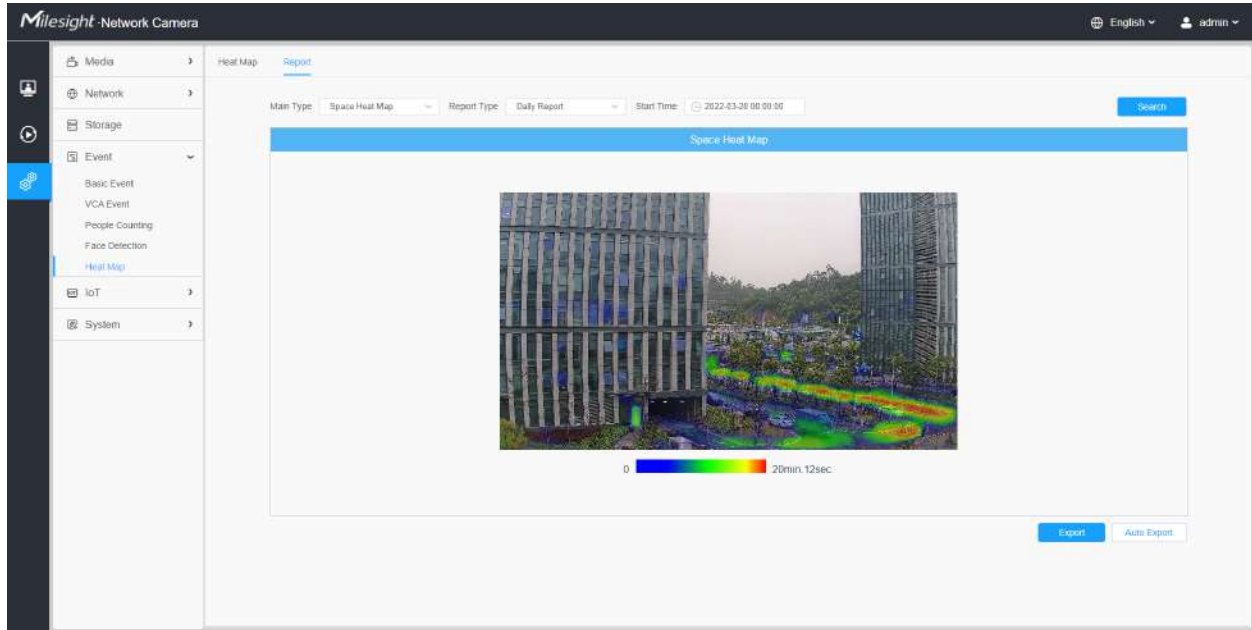 Milesight Network Camera
English
admin
Media
Network
Storage
Event
Basic Event
VCA Event
People Counting
Face Detection
Heat Map
IoT
System
Heat Map Report
Main Type Space Heat Map Report Type Daily Report Start Time 2022-03-28 00:00:00 Search
Space Heat Map
0 20min.12sec.
Export Auto Export